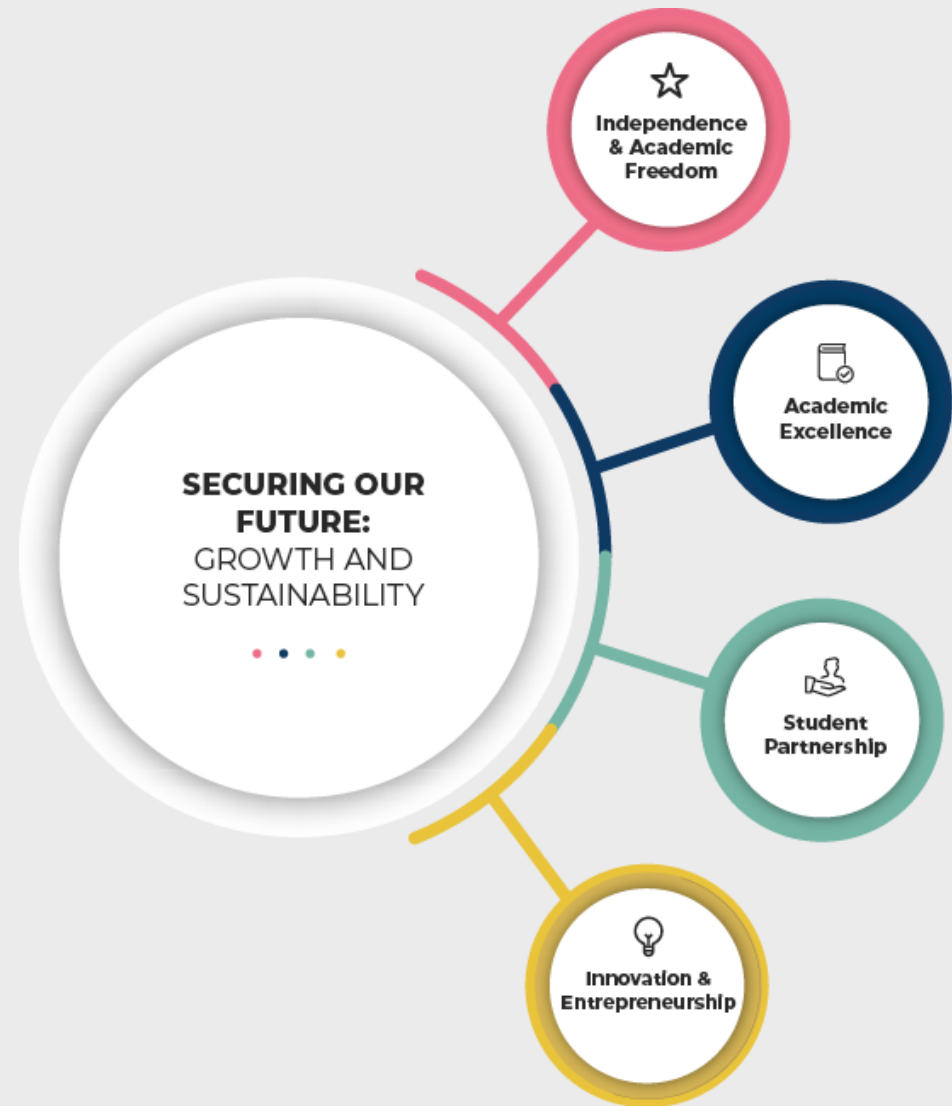 Independence
& Academic
Freedom
Academic
Excellence
SECURING OUR
FUTURE:
GROWTH AND
SUSTAINABILITY
Student
Partnership
Innovation &
Entrepreneurship